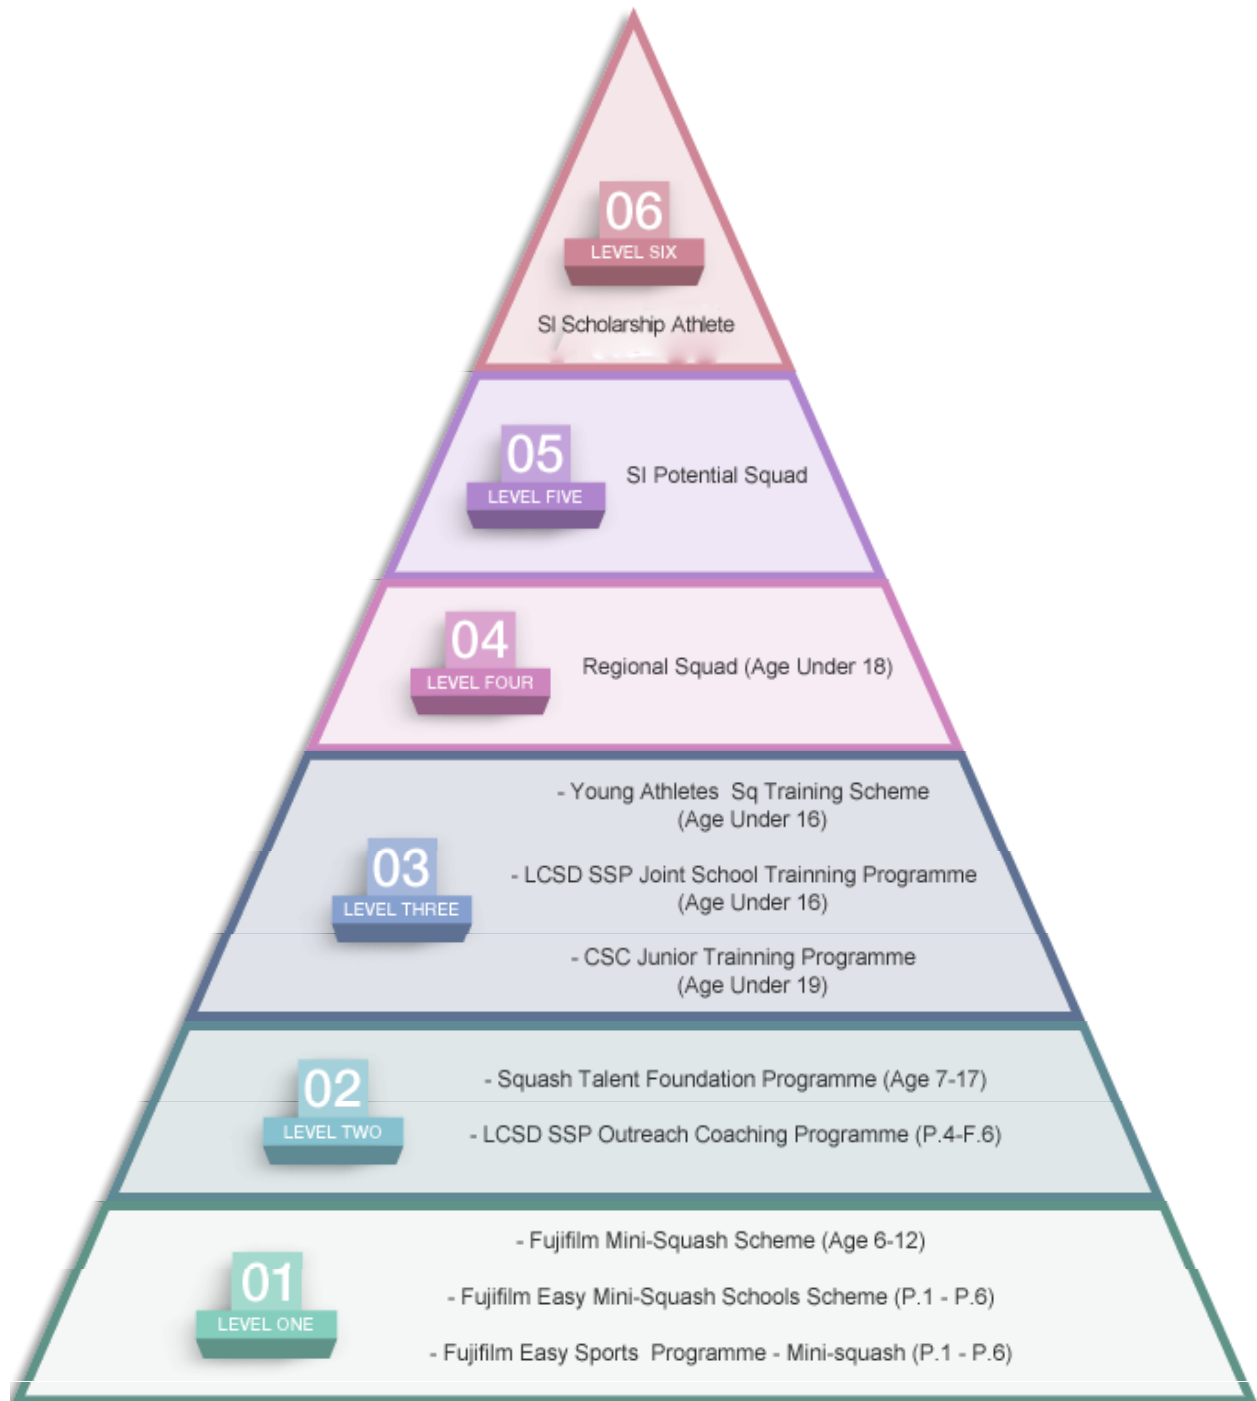 06
LEVEL SIX
SI Scholarship Athlete
05
LEVEL FIVE
SI Potential Squad
04
LEVEL FOUR
Regional Squad (Age Under 18)
03
LEVEL THREE
- Young Athletes Sq Training Scheme
(Age Under 16)
- LCSD SSP Joint School Trainning Programme
(Age Under 16)
- CSC Junior Trainning Programme
(Age Under 19)
02
LEVEL TWO
- Squash Talent Foundation Programme (Age 7-17)
- LCSD SSP Outreach Coaching Programme (P.4-F.6)
01
LEVEL ONE
- Fujifilm Mini-Squash Scheme (Age 6-12)
- Fujifilm Easy Mini-Squash Schools Scheme (P.1 - P.6)
- Fujifilm Easy Sports Programme - Mini-squash (P.1 - P.6)